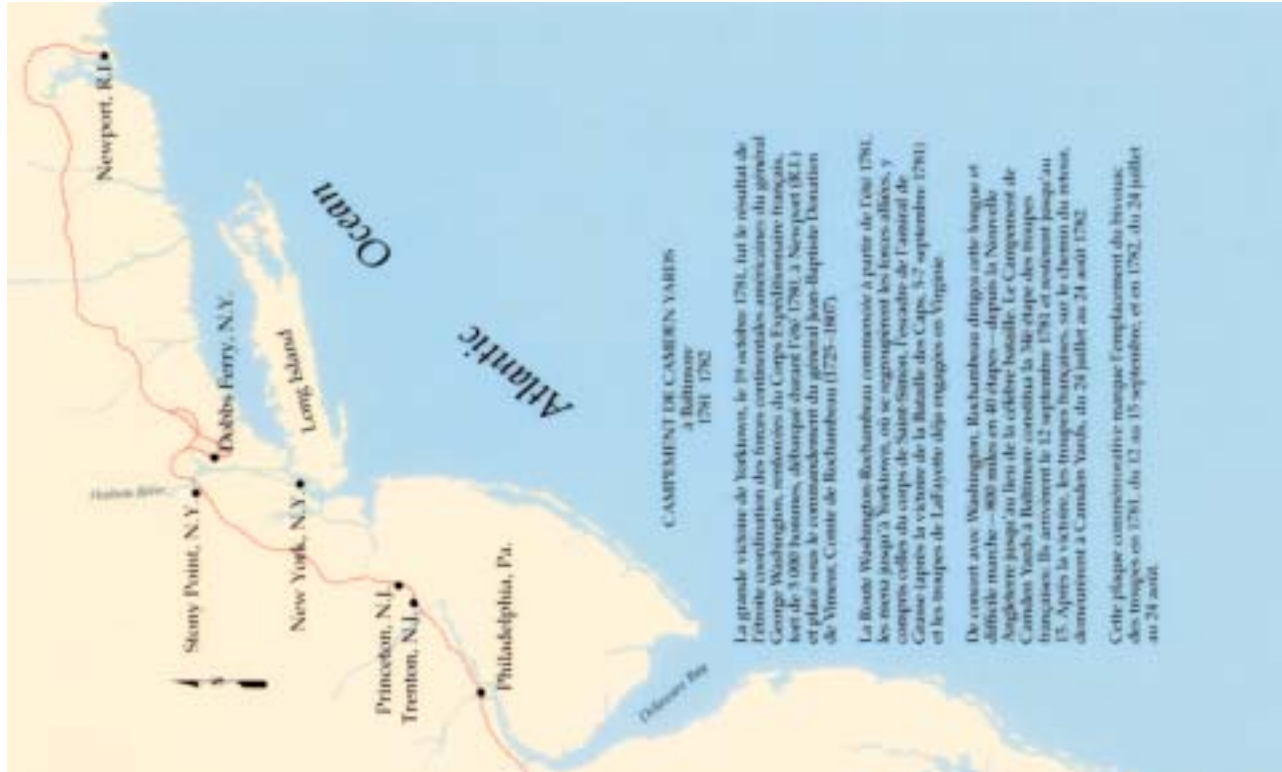 Newport, R.I.
Ocean
Atlantic
Long Island
Dobbs Ferry, N.Y.
Hudson River
Stony Point, N.Y.
New York, N.Y.
Princeton, N.J.
Trenton, N.J.
Philadelphia, Pa.
Delaware Bay
N
CAMPEMENT DE CAMDEN YARDS
à Baltimore
1781 1782
La grande victoire de Yorktown, le 19 octobre 1781, fut le résultat de
l'étroite coordination des forces continentales américaines du général
George Washington, renforcées du Corps Expéditionnaire français,
fort de 5 000 hommes, débarqué durant l'été 1780, à Newport (R.I.)
et placé sous le commandement du général Jean-Baptiste Donatien
de Vimeur, Comte de Rochambeau (1725-1807).
La Route Washington-Rochambeau commencée à partir de l'été 1781,
les mena jusqu'à Yorktown, où se regroupèrent les forces alliées, y
compris celles du corps de Saint-Simon, l'escadre de l'amiral de
Grasse (après la victoire de la Bataille des Caps, 5-7 septembre 1781)
et les troupes de LaFayette déjà engagées en Virginie.
De concert avec Washington, Rochambeau dirigea cette longue et
difficile marche—800 miles en 40 étapes—depuis la Nouvelle
Angleterre jusqu'au lieu de la célèbre bataille. Le Campement de
Camden Yards à Baltimore constitua la 34e étape des troupes
françaises. Ils arrivèrent le 12 septembre 1781 et restèrent jusqu'au
15. Après la victoire, les troupes françaises, sur le chemin du retour,
demeurèrent à Camden Yards, du 24 juillet au 24 août 1782.
Cette plaque commémorative marque l'emplacement du bivouac
des troupes en 1781, du 12 au 15 septembre, et en 1782, du 24 juillet
au 24 août.